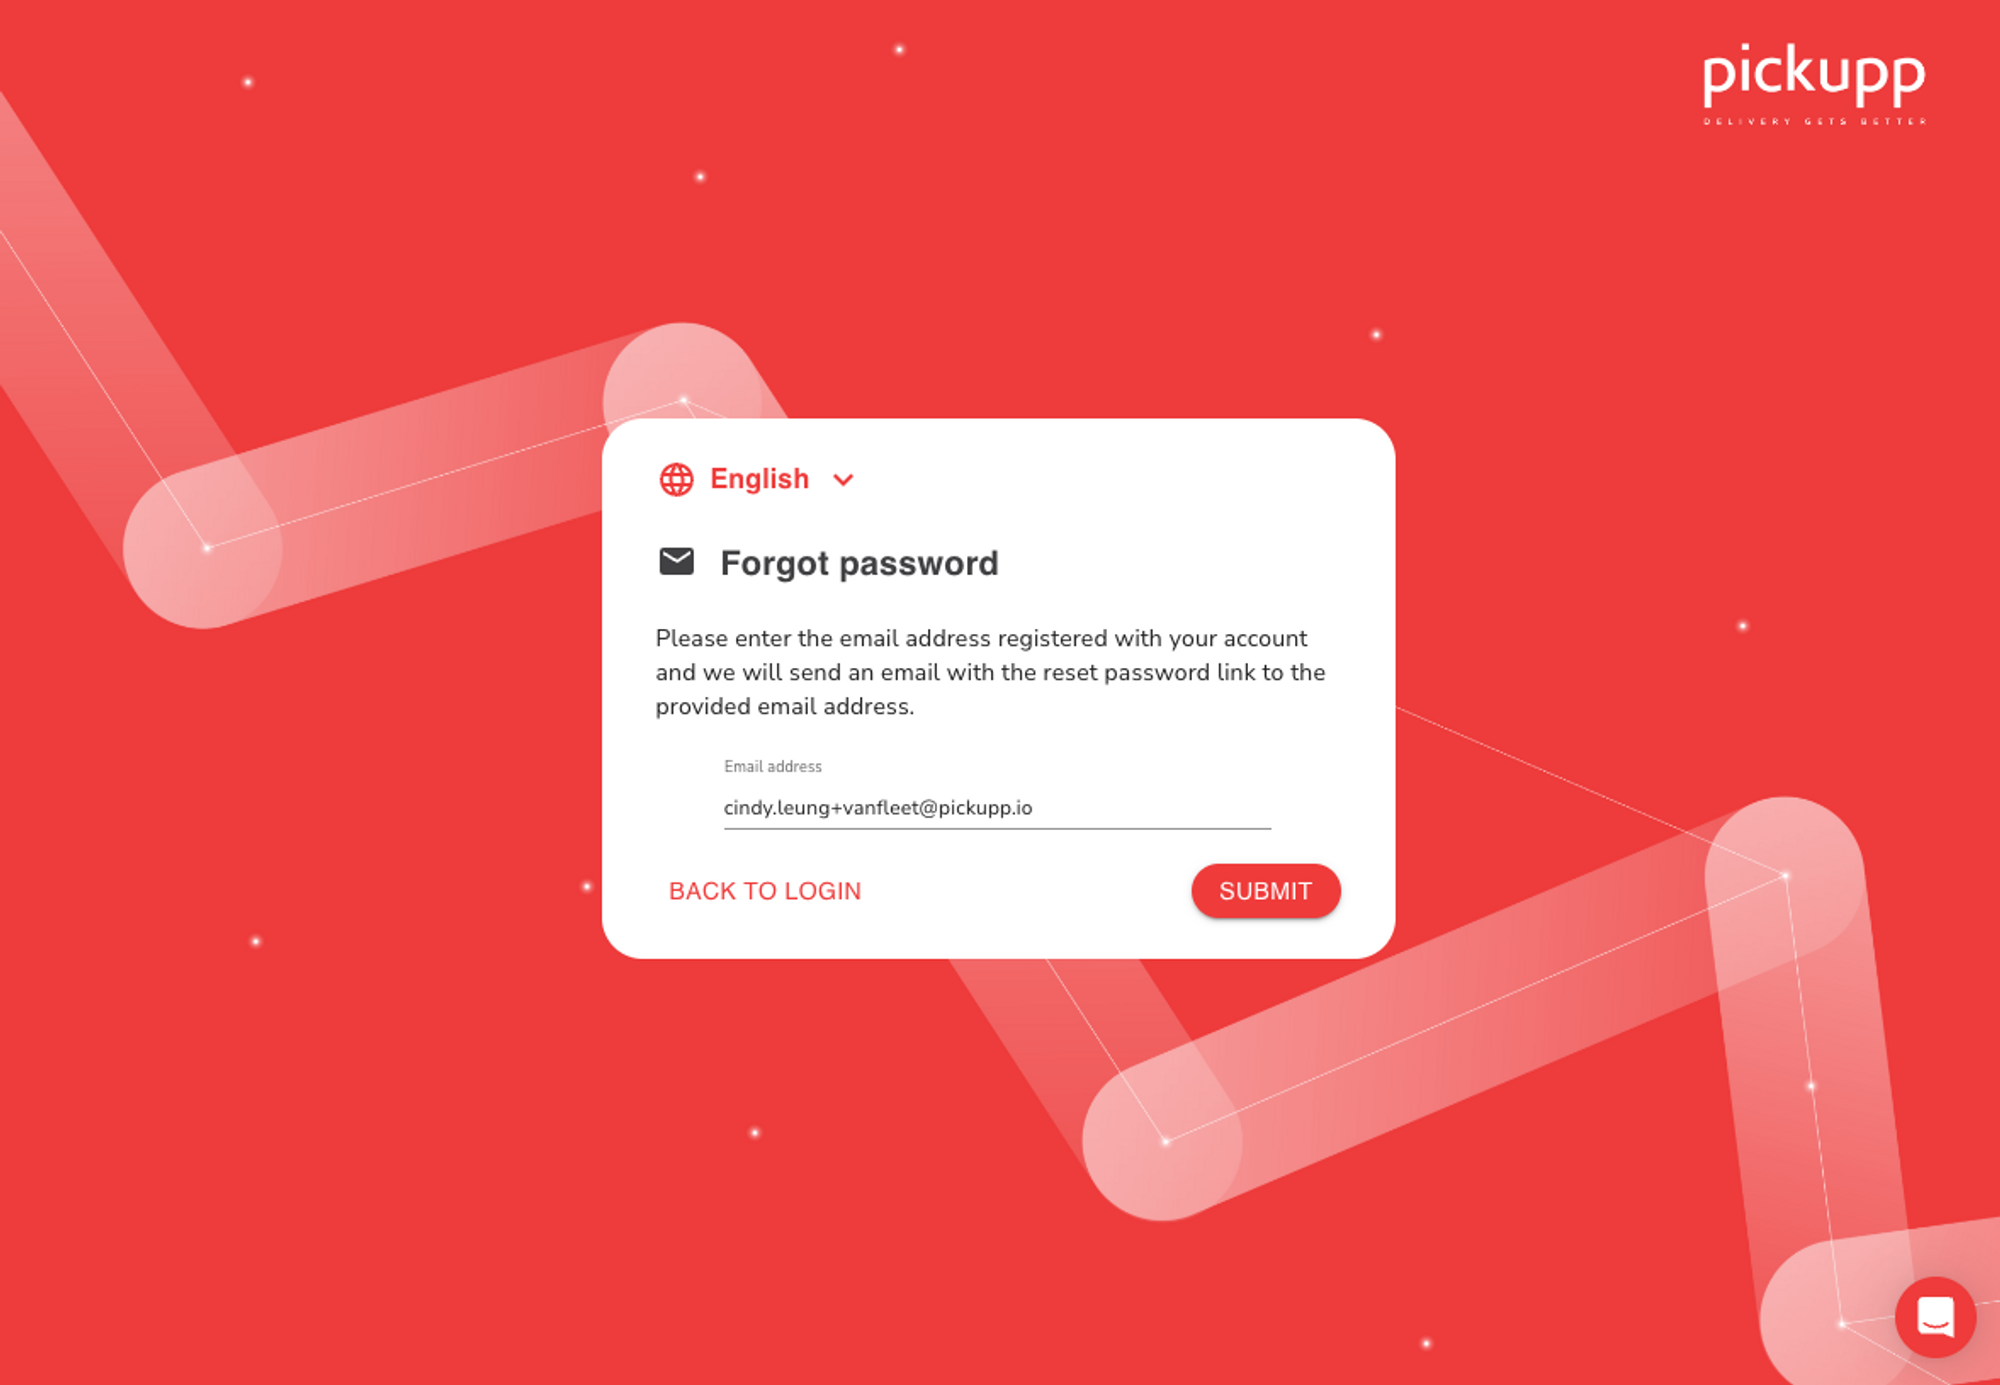 pickupp
DELIVERY GETS BETTER
English
Forgot password
Please enter the email address registered with your account
and we will send an email with the reset password link to the
provided email address.
Email address
cindy.leung+vanfleet@pickupp.io
BACK TO LOGIN
SUBMIT